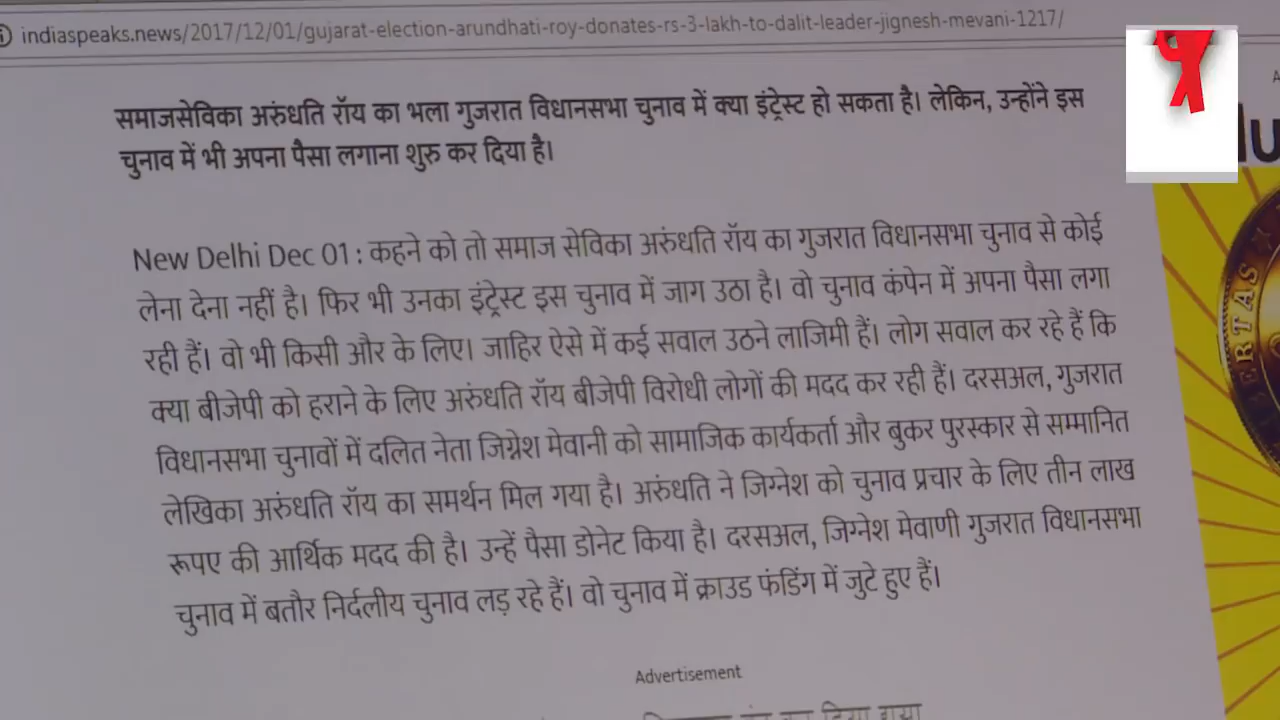 indiaspeaks.news/2017/12/01/gujarat-election-arundhati-roy-donates-rs-3-lakh-to-dalit-leader-jignesh-mevani-1217/
समाजसेविका अरुंधति रॉय का भला गुजरात विधानसभा चुनाव में क्या इंट्रेस्ट हो सकता है। लेकिन, उन्होंने इस
चुनाव में भी अपना पैसा लगाना शुरु कर दिया है।
New Delhi Dec 01 : कहने को तो समाज सेविका अरुंधति रॉय का गुजरात विधानसभा चुनाव से कोई
लेना देना नहीं है। फिर भी उनका इंट्रेस्ट इस चुनाव में जाग उठा है। वो चुनाव कंपेन में अपना पैसा लगा
रही हैं। वो भी किसी और के लिए। जाहिर ऐसे में कई सवाल उठने लाजिमी हैं। लोग सवाल कर रहे हैं कि
क्या बीजेपी को हराने के लिए अरुंधति रॉय बीजेपी विरोधी लोगों की मदद कर रही हैं। दरसअल, गुजरात
विधानसभा चुनावों में दलित नेता जिग्नेश मेवानी को सामाजिक कार्यकर्ता और बुकर पुरस्कार से सम्मानित
लेखिका अरुंधति रॉय का समर्थन मिल गया है। अरुंधति ने जिग्नेश को चुनाव प्रचार के लिए तीन लाख
रूपए की आर्थिक मदद की है। उन्हें पैसा डोनेट किया है। दरसअल, जिग्नेश मेवाणी गुजरात विधानसभा
चुनाव में बतौर निर्दलीय चुनाव लड़ रहे हैं। वो चुनाव में क्राउड फंडिंग में जुटे हुए हैं।
Advertisement